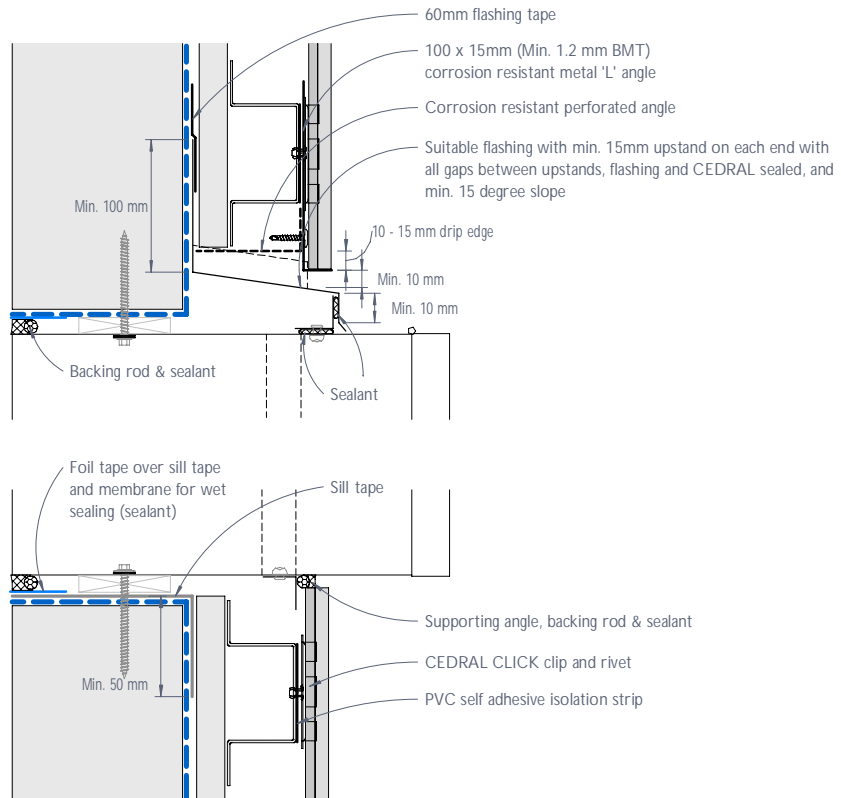 60mm flashing tape
100 x 15mm (Min. 1.2 mm BMT)
corrosion resistant metal 'L' angle
Corrosion resistant perforated angle
Suitable flashing with min. 15mm upstand on each end with
all gaps between upstands, flashing and CEDRAL sealed, and
min. 15 degree slope
Min. 100 mm
10 - 15 mm drip edge
Min. 10 mm
Min. 10 mm
Backing rod & sealant
Sealant
Foil tape over sill tape
and membrane for wet
sealing (sealant)
Sill tape
Supporting angle, backing rod & sealant
CEDRAL CLICK clip and rivet
Min. 50 mm
PVC self adhesive isolation strip